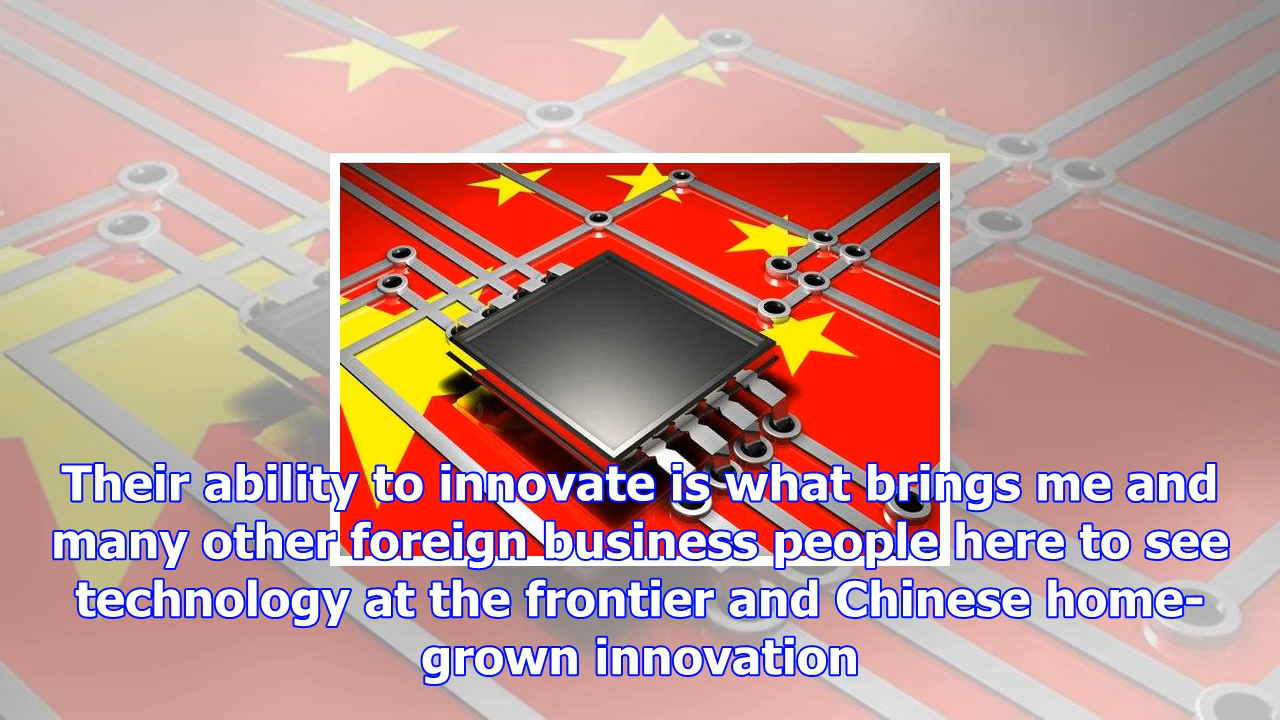 Their ability to innovate is what brings me and
many other foreign business people here to see
technology at the frontier and Chinese home-
grown innovation